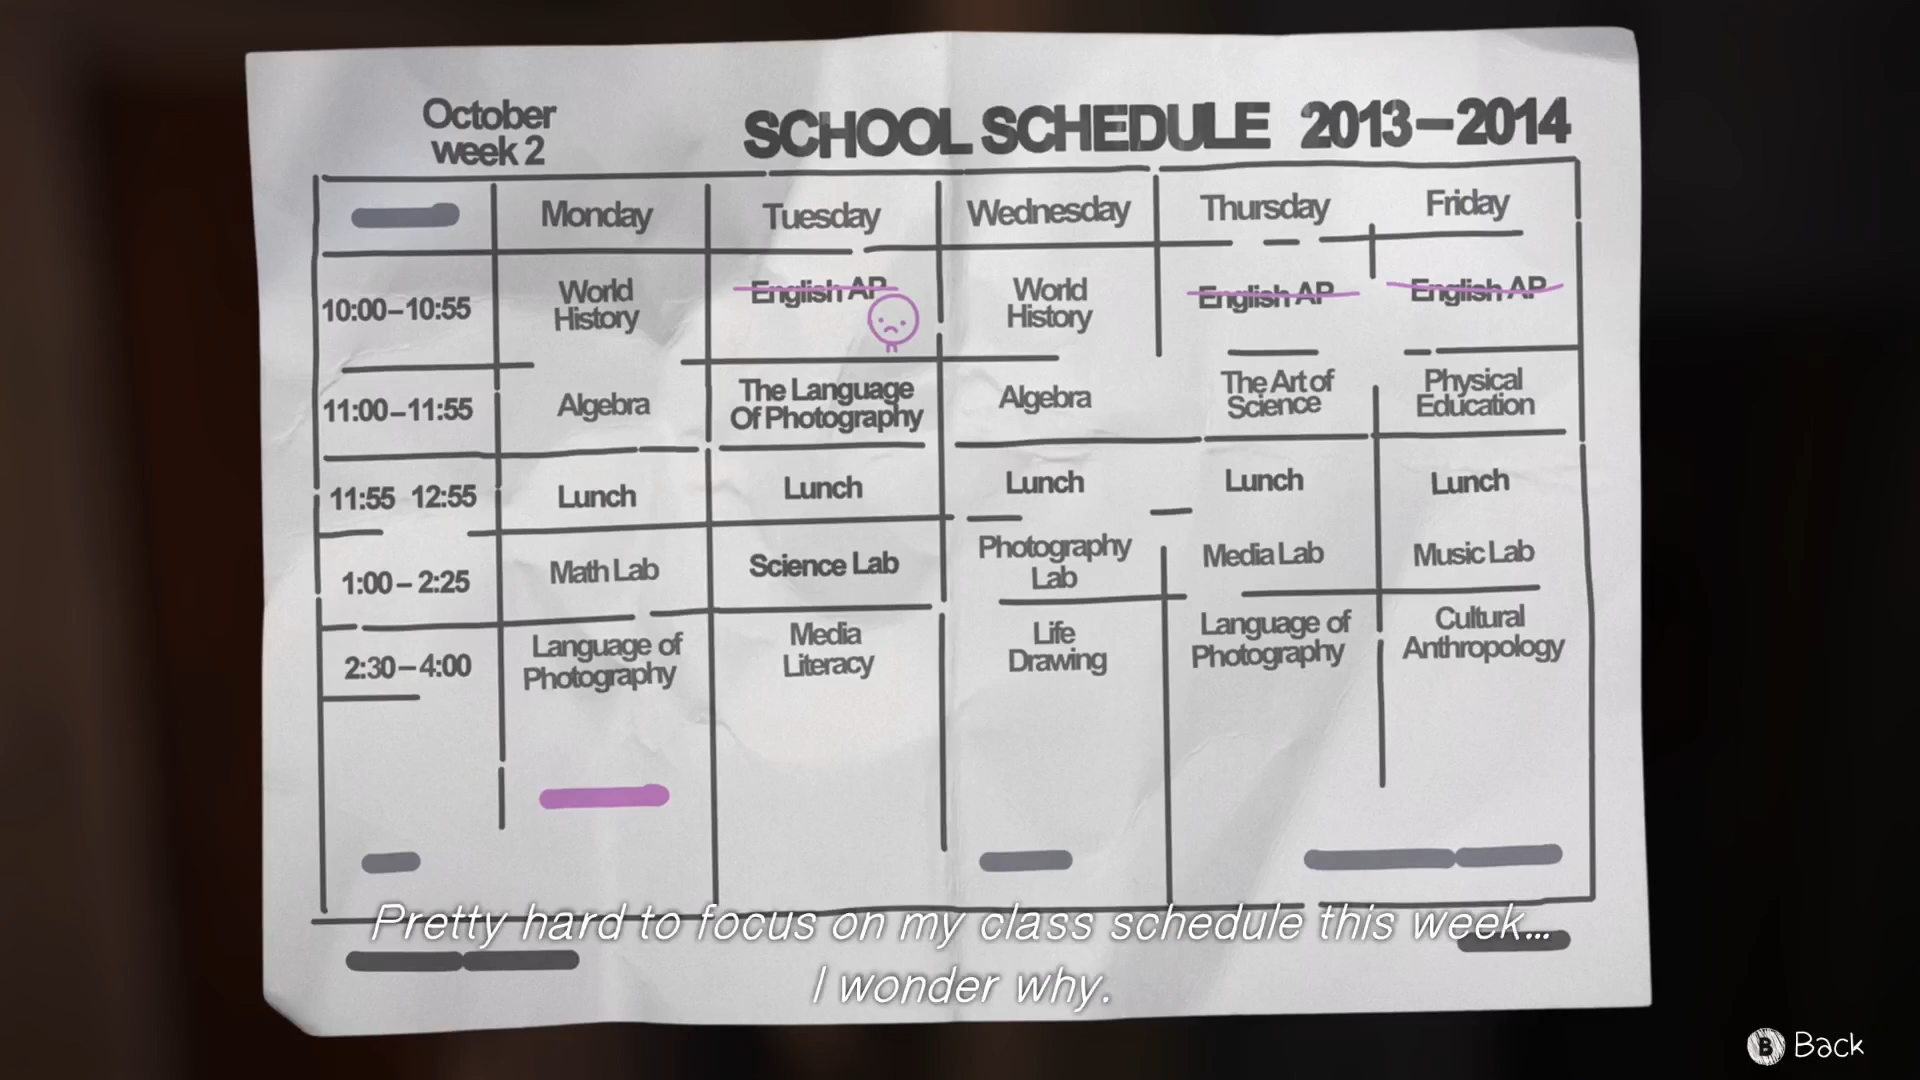 October
week 2
SCHOOL SCHEDULE 2013-2014
Monday
Tuesday
Wednesday
Thursday
Friday
10:00-10:55
World
History
English AP
World
History
English AP
English AP
11:00-11:55
Algebra
The Language
Of Photography
Algebra
The Art of
Science
Physical
Education
11:55 12:55
Lunch
Lunch
Lunch
Lunch
Lunch
1:00-2:25
Math Lab
Science Lab
Photography
Lab
Media Lab
Music Lab
2:30-4:00
Language of
Photography
Media
Literacy
Life
Drawing
Language of
Photography
Cultural
Anthropology
Pretty hard to focus on my class schedule this week...
I wonder why.
B Back